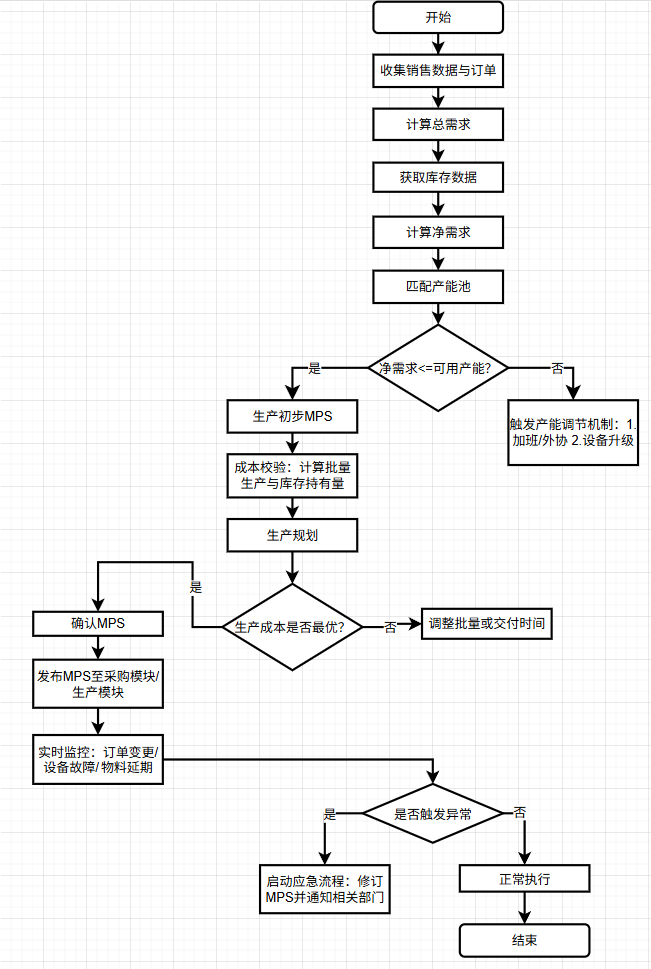 开始
收集销售数据与订单
计算总需求
获取库存数据
计算净需求
匹配产能池
净需求<=可用产能?
是
否
生产初步MPS
触发产能调节机制：1.
加班/外协 2.设备升级
成本校验：计算批量
生产与库存持有量
生产规划
是
生产成本是否最优?
否
调整批量或交付时间
确认MPS
发布MPS至采购模块/
生产模块
实时监控：订单变更/
设备故障/物料延期
是否触发异常
是
否
启动应急流程：修订
MPS并通知相关部门
正常执行
结束